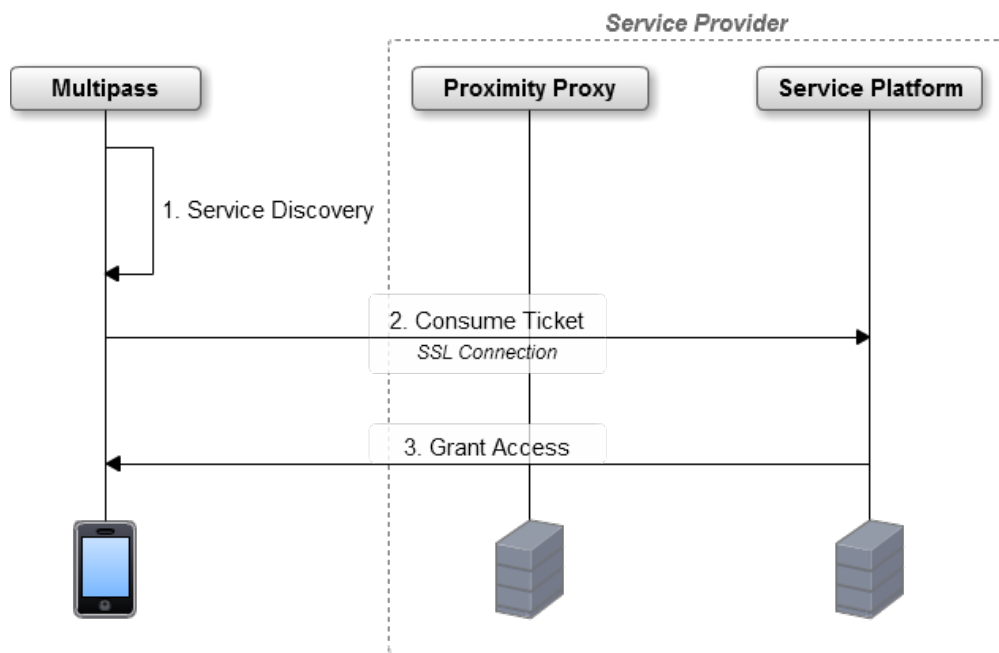 Service Provider
Multipass
Proximity Proxy
Service Platform
1. Service Discovery
2. Consume Ticket
SSL Connection
3. Grant Access